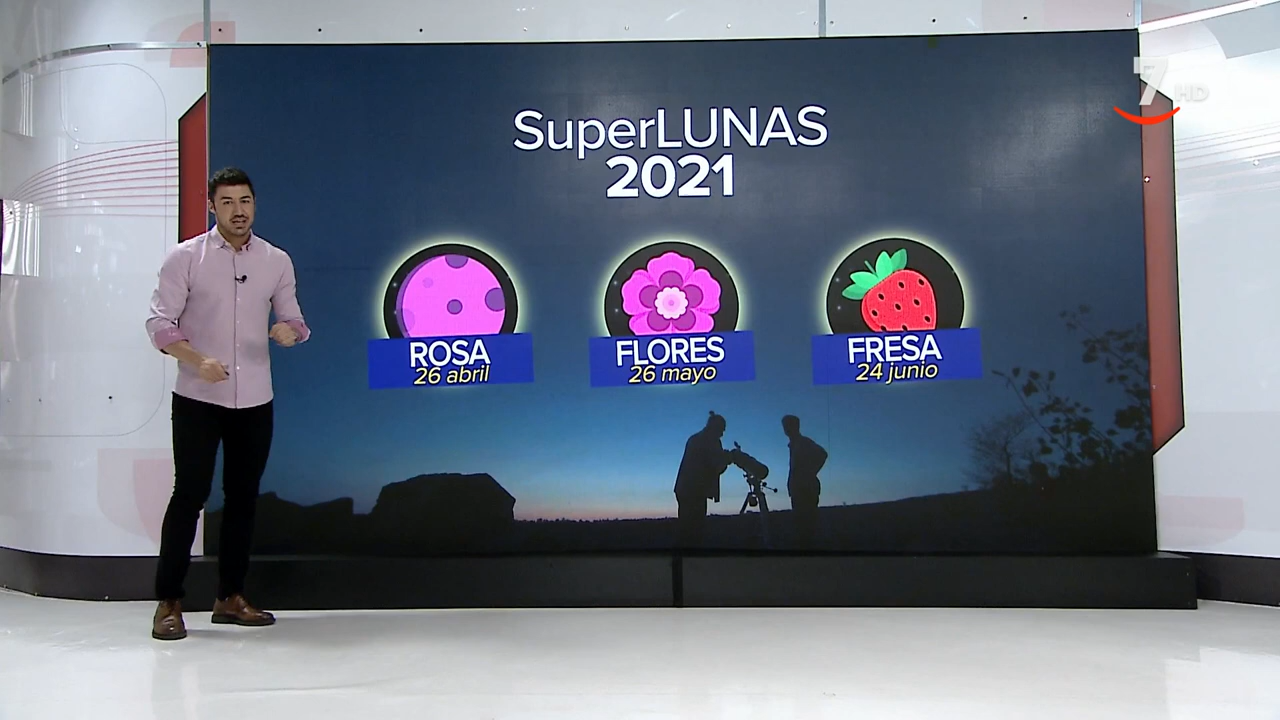 7 HD
SuperLUNAS
2021
ROSA
26 abril
FLORES
26 mayo
FRESA
24 junio